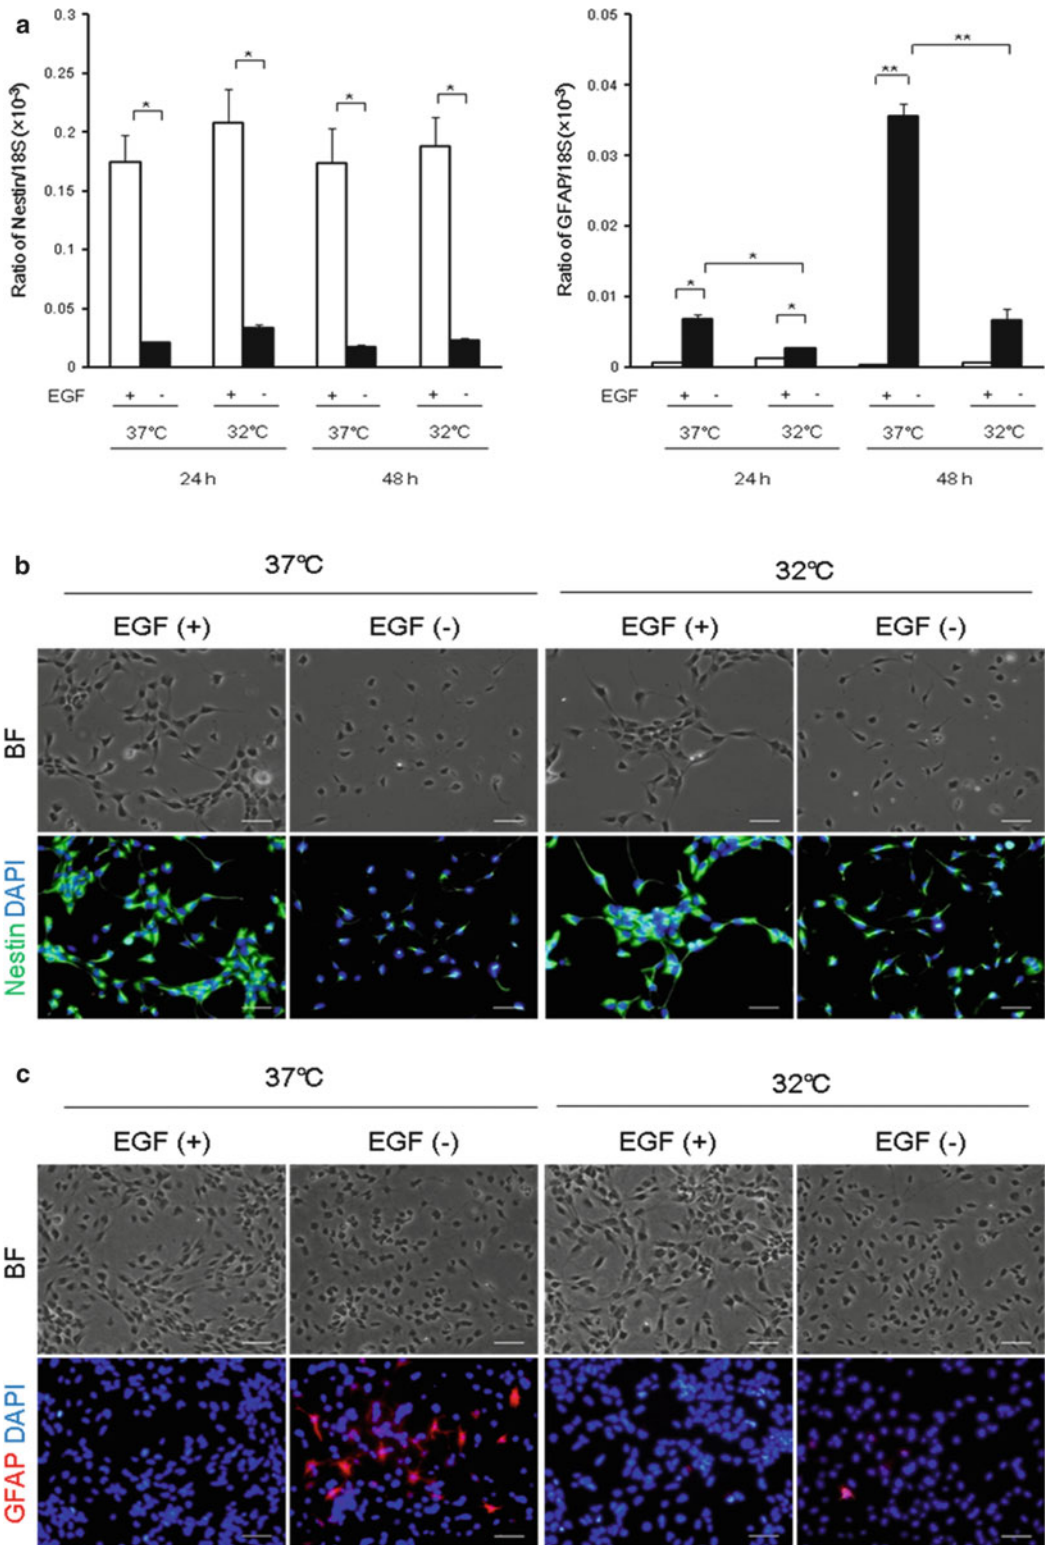 a
0.3
0.25
0.2
0.15
0.1
0.05
0
Ratio of Nestin/18S (×10⁻³)
*
*
*
*
EGF + - + - + - + -
37℃ 32℃ 37℃ 32℃
24 h 48 h
0.05
0.04
0.03
0.02
0.01
0
Ratio of GFAP/18S (×10⁻³)
*
*
*
**
**
EGF + - + - + - + -
37℃ 32℃ 37℃ 32℃
24 h 48 h
b
37℃ 32℃
EGF (+) EGF (-) EGF (+) EGF (-)
BF
Nestin DAPI
c
37℃ 32℃
EGF (+) EGF (-) EGF (+) EGF (-)
BF
GFAP DAPI